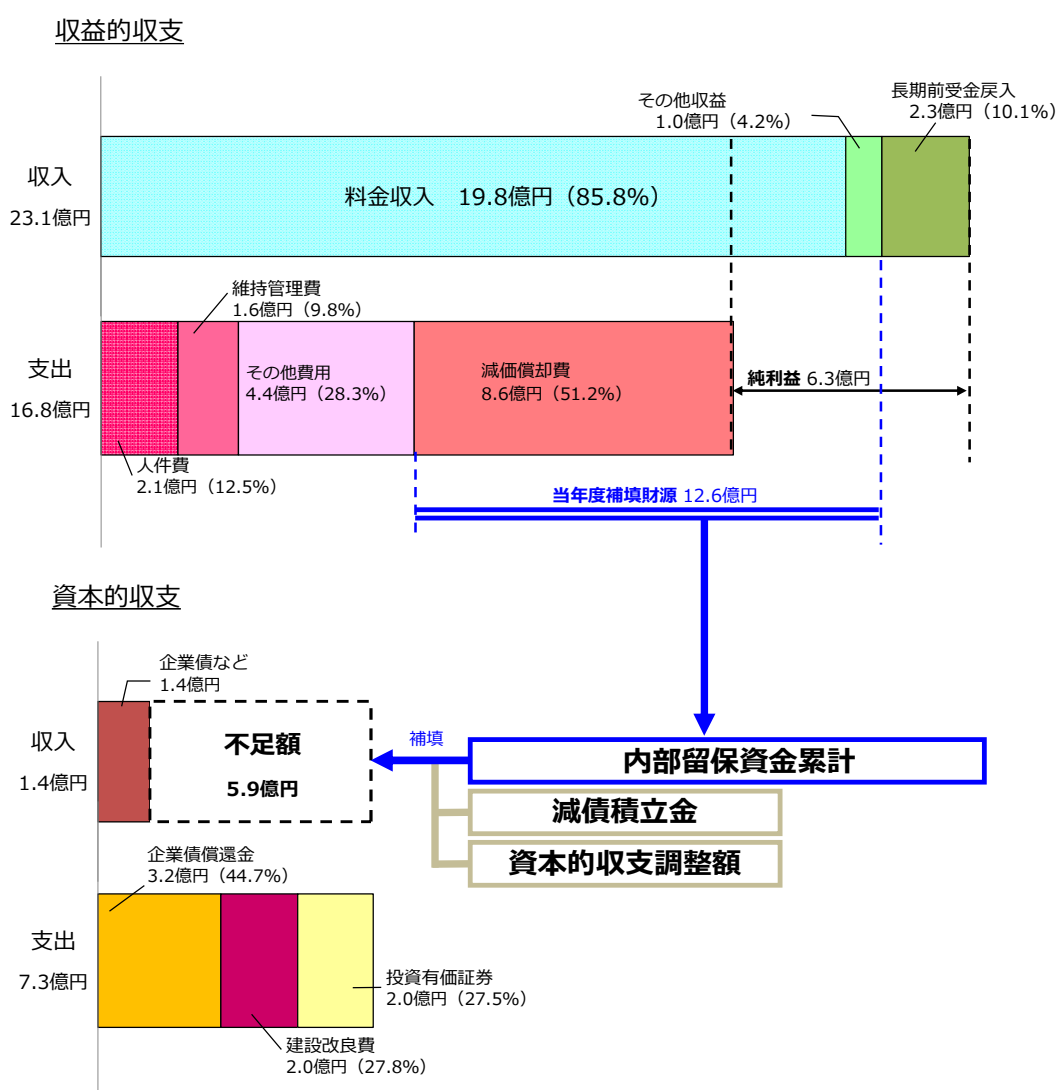 収益的収支
その他収益
1.0億円（4.2%）
長期前受金戻入
2.3億円（10.1%）
収入
23.1億円
料金収入　19.8億円（85.8%）
維持管理費
1.6億円（9.8%）
支出
16.8億円
その他費用
4.4億円（28.3%）
減価償却費
8.6億円（51.2%）
純利益 6.3億円
人件費
2.1億円（12.5%）
当年度補填財源 12.6億円
資本的収支
企業債など
1.4億円
収入
1.4億円
不足額
5.9億円
補填
内部留保資金累計
減債積立金
資本的収支調整額
企業債償還金
3.2億円（44.7%）
支出
7.3億円
投資有価証券
2.0億円（27.5%）
建設改良費
2.0億円（27.8%）